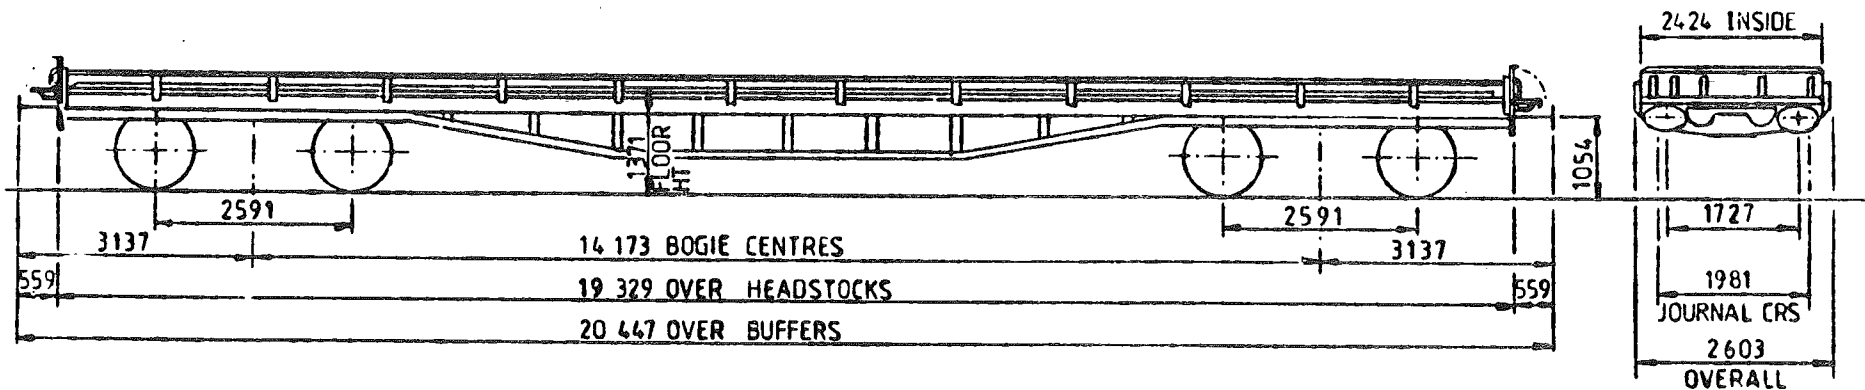 2424 INSIDE
1371
FLOOR
HT
1054
2591
2591
1727
3137
14 173 BOGIE CENTRES
3137
559
19 329 OVER HEADSTOCKS
559
1981
JOURNAL CRS
20 447 OVER BUFFERS
2603
OVERALL